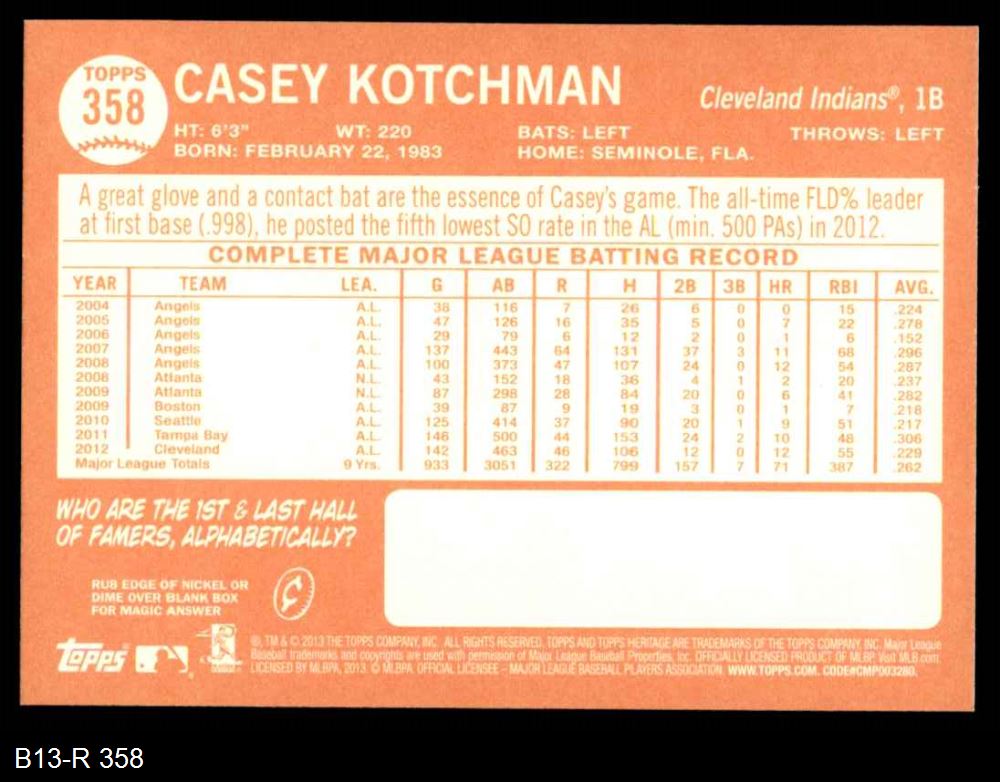 TOPPS
358
CASEY KOTCHMAN
Cleveland Indians®, 1B
HT: 6'3" WT: 220 BATS: LEFT THROWS: LEFT
BORN: FEBRUARY 22, 1983 HOME: SEMINOLE, FLA.
A great glove and a contact bat are the essence of Casey's game. The all-time FLD% leader
at first base (.998), he posted the fifth lowest SO rate in the AL (min. 500 PAs) in 2012.
COMPLETE MAJOR LEAGUE BATTING RECORD
YEAR TEAM LEA. G AB R H 2B 3B HR RBI AVG.
2004 Angels A.L. 38 116 7 26 6 0 0 15 .224
2005 Angels A.L. 47 126 16 35 5 0 7 22 .278
2006 Angels A.L. 29 79 6 12 2 0 1 6 .152
2007 Angels A.L. 137 443 64 131 37 3 11 68 .296
2008 Angels A.L. 100 373 47 107 24 0 12 54 .287
2008 Atlanta N.L. 43 152 18 36 4 1 2 20 .237
2009 Atlanta N.L. 87 298 28 84 20 0 6 41 .282
2009 Boston A.L. 39 87 9 19 3 0 1 7 .218
2010 Seattle A.L. 125 414 37 90 20 1 9 51 .217
2011 Tampa Bay A.L. 146 500 44 153 24 2 10 48 .306
2012 Cleveland A.L. 142 463 46 106 12 0 12 55 .229
Major League Totals 9 Yrs. 933 3051 322 799 157 7 71 387 .262
WHO ARE THE 1ST & LAST HALL
OF FAMERS, ALPHABETICALLY?
RUB EDGE OF NICKEL OR
DIME OVER BLANK BOX
FOR MAGIC ANSWER
topps
®, TM & © 2013 THE TOPPS COMPANY, INC. ALL RIGHTS RESERVED. TOPPS AND TOPPS HERITAGE ARE TRADEMARKS OF THE TOPPS COMPANY, INC. Major League
Baseball trademarks and copyrights are used with permission of Major League Baseball Properties, Inc. OFFICIALLY LICENSED PRODUCT OF MLBP. Visit MLB.com.
LICENSED BY MLBPA, 2013. © MLBPA. OFFICIAL LICENSEE - MAJOR LEAGUE BASEBALL PLAYERS ASSOCIATION. WWW.TOPPS.COM. CODE#CMP003280.
B13-R 358